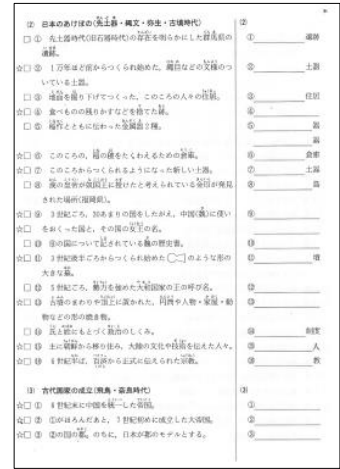 ② 日本のあけぼの(先土器・縄文・弥生・古墳時代)
□ ① 先土器時代(旧石器時代)の存在を明らかにした群馬県の
遺跡。
☆□ ② 1万年ほど前からつくられ始めた、縄目などの文様のつ
いている土器。
□ ③ 地面を掘り下げてつくった、このころの人々の住居。
☆□ ④ 食べものの残りかすなどを捨てた跡。
□ ⑤ 稲作とともに伝わった金属器2種。
☆□ ⑥ このころの、稲の穂をたくわえるための倉庫。
□ ⑦ このころからつくられるようになった新しい土器。
□ ⑧ 漢の皇帝が奴国王に授けたと考えられている金印が発見
された場所(福岡県)。
☆□ ⑨ 3世紀ごろ、30あまりの国をしたがえ、中国(魏)に使い
をおくった国と、その国の女王の名。
□ ⑩ ⑨の国について記されている魏の歴史書。
☆□ ⑪ 3世紀後半ごろからつくられ始めた のような形の
大きな墓。
□ ⑫ 5世紀ごろ、勢力を強めた大和国家の王の呼び名。
☆□ ⑬ 古墳のまわりや頂上に置かれた、円筒や人物・家屋・動
物などの形の焼き物。
□ ⑭ 氏と姓にもとづく政治のしくみ。
☆□ ⑮ 主に朝鮮から移り住み、大陸の文化や技術を伝えた人々。
☆□ ⑯ 6世紀半ば、百済から正式に伝えられた宗教。
③ 古代国家の成立(飛鳥・奈良時代)
☆□ ① 6世紀末に中国を統一した帝国。
☆□ ② ①がほろんだあと、7世紀初めに成立した大帝国。
☆□ ③ ②の国の都。のちに、日本が都のモデルとする。
②
① 遺跡
② 土器
③ 住居
④
⑤ 器
器
⑥ 倉庫
⑦ 土器
⑧ 島
⑨
⑩
⑪ 墳
⑫
⑬
⑭ 制度
⑮ 人
⑯ 教
③
①
②
③